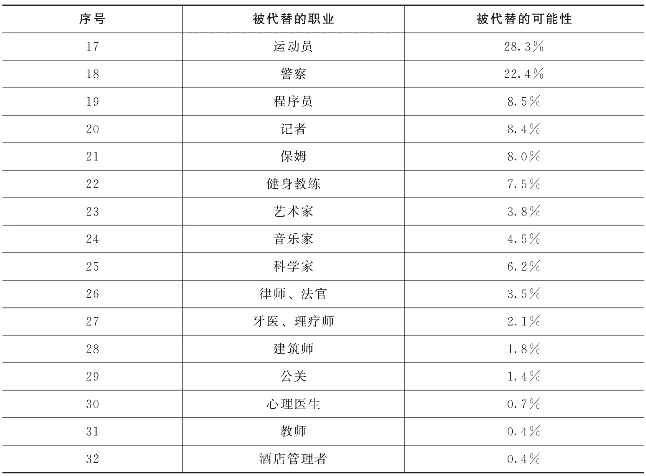 序号 被代替的职业 被代替的可能性
17 运动员 28.3%
18 警察 22.4%
19 程序员 8.5%
20 记者 8.4%
21 保姆 8.0%
22 健身教练 7.5%
23 艺术家 3.8%
24 音乐家 4.5%
25 科学家 6.2%
26 律师、法官 3.5%
27 牙医、理疗师 2.1%
28 建筑师 1.8%
29 公关 1.4%
30 心理医生 0.7%
31 教师 0.4%
32 酒店管理者 0.4%